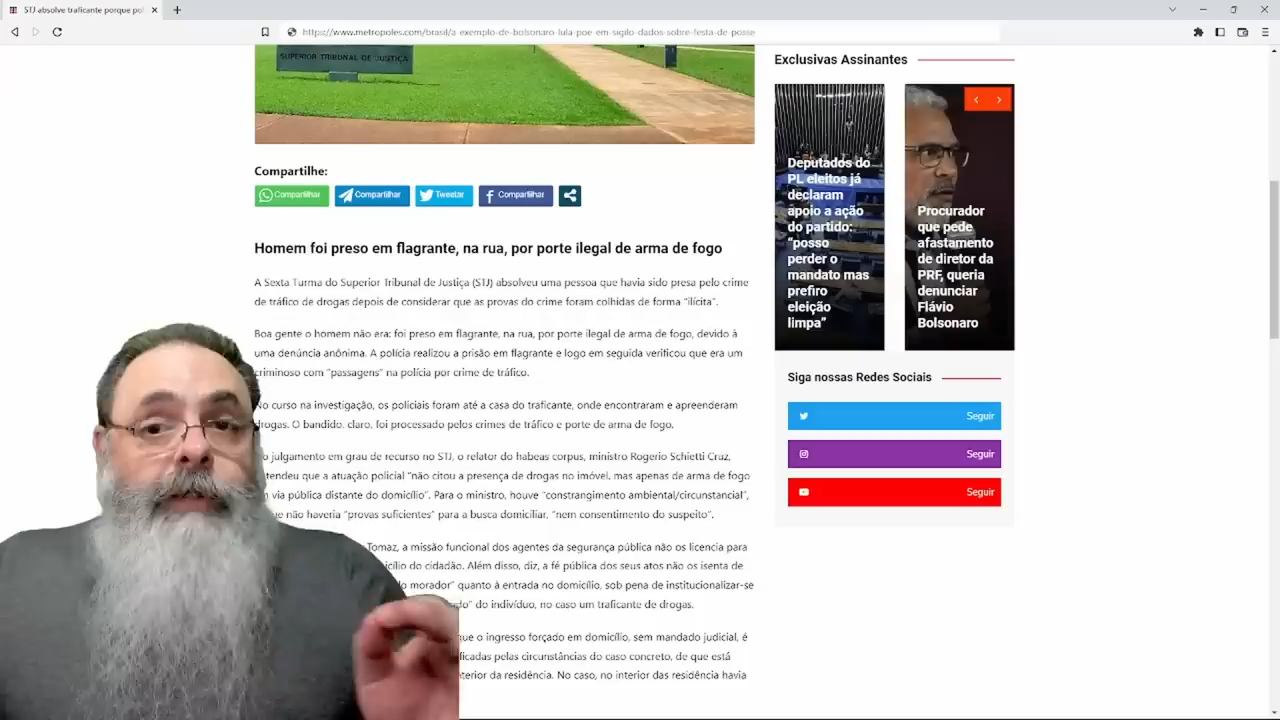 STJ absolve traficante porque pol
https://www.metropoles.com/brasil/a-exemplo-de-bolsonaro-lula-poe-em-sigilo-dados-sobre-festa-de-posse
SUPERIOR TRIBUNAL DE JUSTIÇA
Compartilhe:
Compartilhar Compartilhar Tweetar Compartilhar
Homem foi preso em flagrante, na rua, por porte ilegal de arma de fogo
A Sexta Turma do Superior Tribunal de Justiça (STJ) absolveu uma pessoa que havia sido presa pelo crime
de tráfico de drogas depois de considerar que as provas do crime foram colhidas de forma "ilícita".
Boa gente o homem não era: foi preso em flagrante, na rua, por porte ilegal de arma de fogo, devido à
uma denúncia anônima. A polícia realizou a prisão em flagrante e logo em seguida verificou que era um
criminoso com "passagens" na polícia por crime de tráfico.
No curso na investigação, os policiais foram até a casa do traficante, onde encontraram e apreenderam
drogas. O bandido, claro, foi processado pelos crimes de tráfico e porte de arma de fogo.
julgamento em grau de recurso no STJ, o relator do habeas corpus, ministro Rogerio Schietti Cruz,
tendeu que a atuação policial "não citou a presença de drogas no imóvel, mas apenas de arma de fogo
via pública distante do domicílio". Para o ministro, houve "constrangimento ambiental/circunstancial",
que não haveria "provas suficientes" para a busca domiciliar, "nem consentimento do suspeito".
Tomaz, a missão funcional dos agentes da segurança pública não os licencia para
cílio do cidadão. Além disso, diz, a fé pública dos seus atos não os isenta de
morador" quanto à entrada no domicílio, sob pena de institucionalizar-se
do" do indivíduo, no caso um traficante de drogas.
que o ingresso forçado em domicílio, sem mandado judicial, é
ficadas pelas circunstâncias do caso concreto, de que está
nterior da residência. No caso, no interior das residência havia
Exclusivas Assinantes
Deputados do
PL eleitos já
declaram
apoio a ação
do partido:
"posso
perder o
mandato mas
prefiro
eleição
limpa"
Procurador
que pede
afastamento
de diretor da
PRF, queria
denunciar
Flávio
Bolsonaro
Siga nossas Redes Sociais
Seguir
Seguir
Seguir